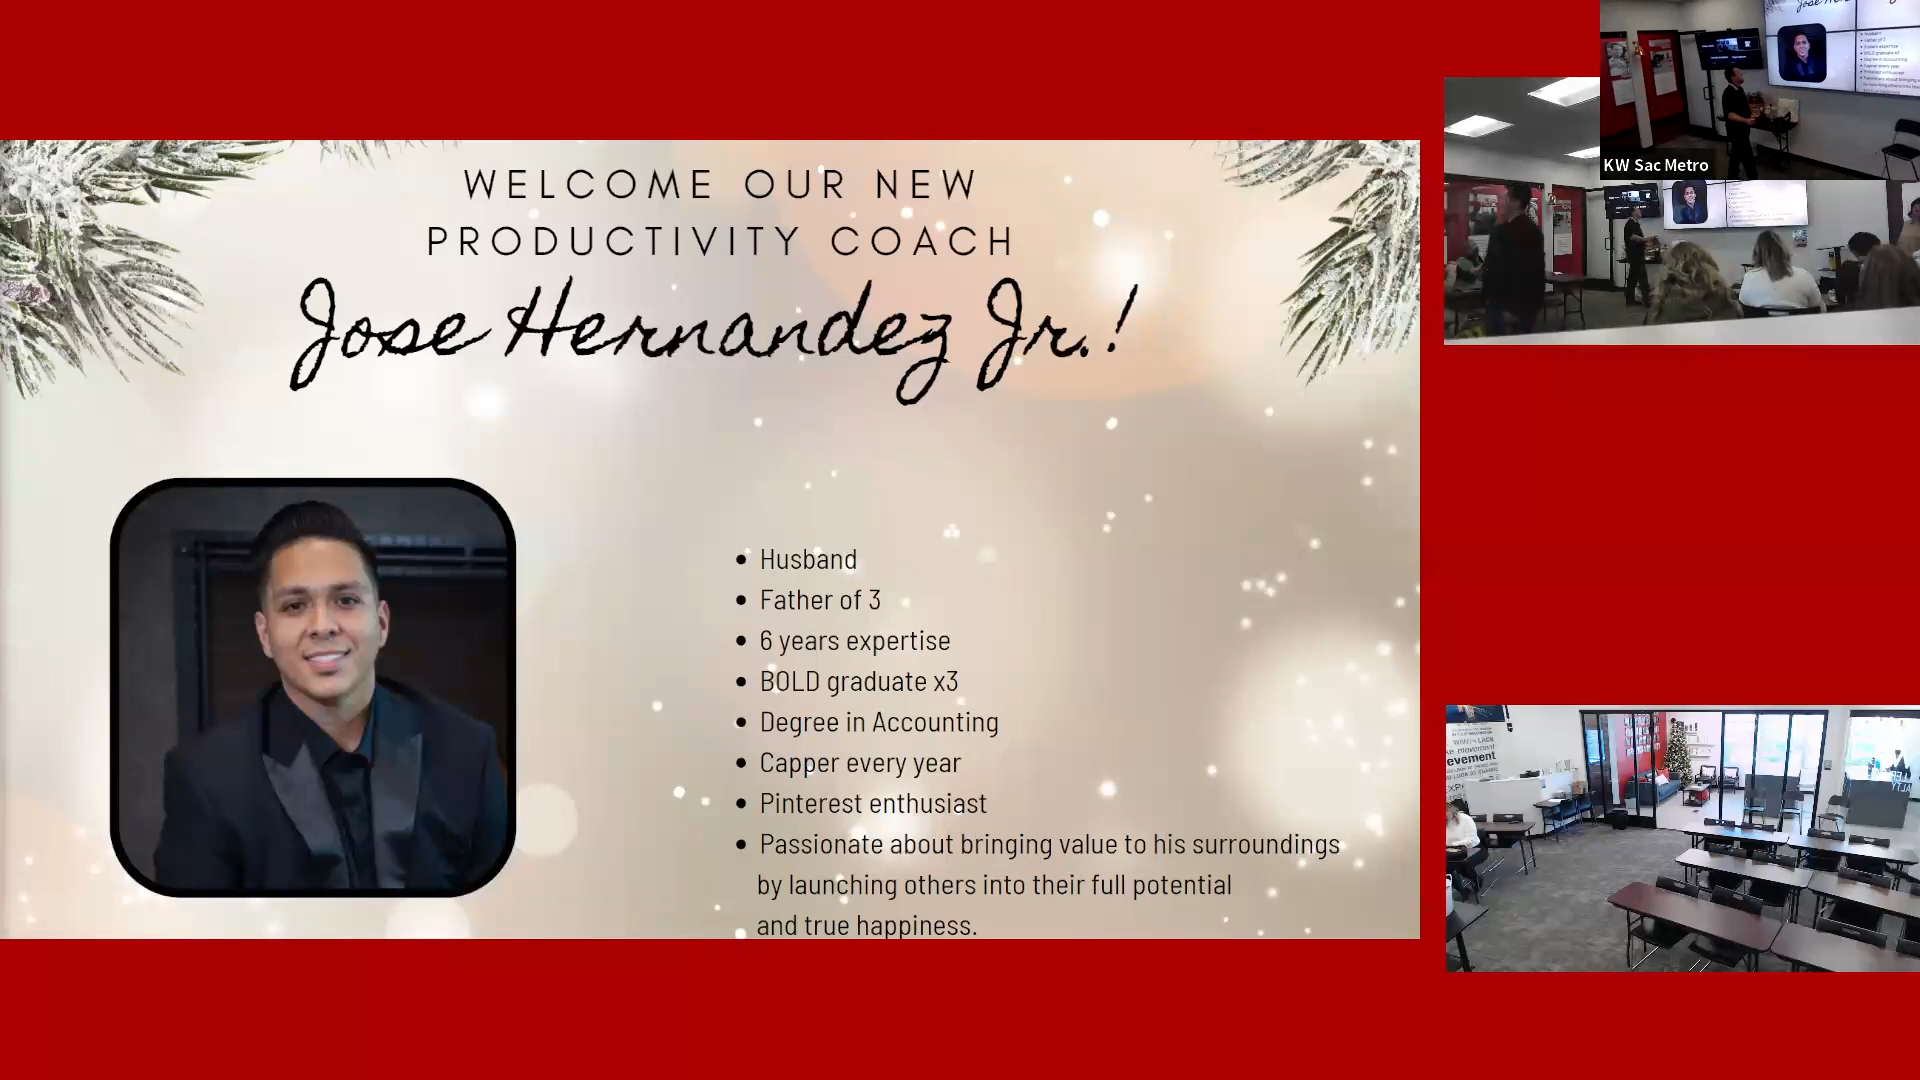 WELCOME OUR NEW
PRODUCTIVITY COACH
Jose Hernandez Jr.!
• Husband
• Father of 3
• 6 years expertise
• BOLD graduate x3
• Degree in Accounting
• Capper every year
• Pinterest enthusiast
• Passionate about bringing value to his surroundings
by launching others into their full potential
and true happiness.
KW Sac Metro